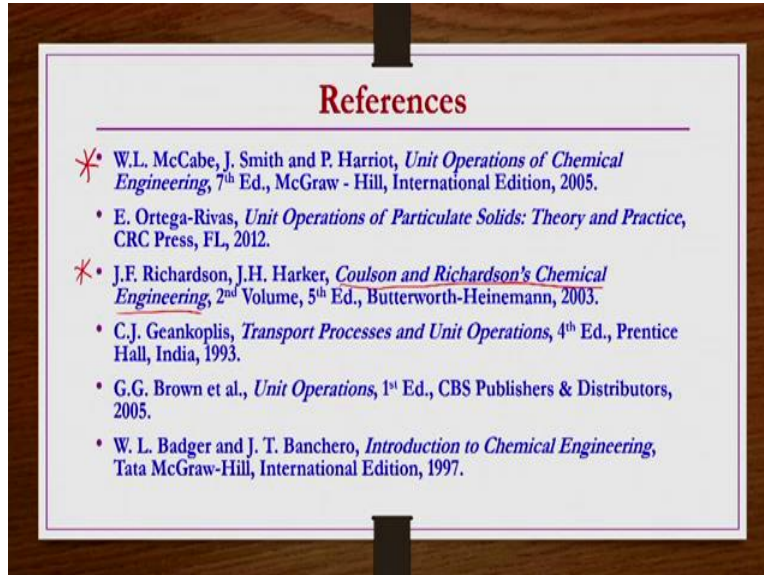 References
• W.L. McCabe, J. Smith and P. Harriot, Unit Operations of Chemical
Engineering, 7th Ed., McGraw - Hill, International Edition, 2005.
• E. Ortega-Rivas, Unit Operations of Particulate Solids: Theory and Practice,
CRC Press, FL, 2012.
• J.F. Richardson, J.H. Harker, Coulson and Richardson's Chemical
Engineering, 2nd Volume, 5th Ed., Butterworth-Heinemann, 2003.
• C.J. Geankoplis, Transport Processes and Unit Operations, 4th Ed., Prentice
Hall, India, 1993.
• G.G. Brown et al., Unit Operations, 1st Ed., CBS Publishers & Distributors,
2005.
• W. L. Badger and J. T. Banchero, Introduction to Chemical Engineering,
Tata McGraw-Hill, International Edition, 1997.